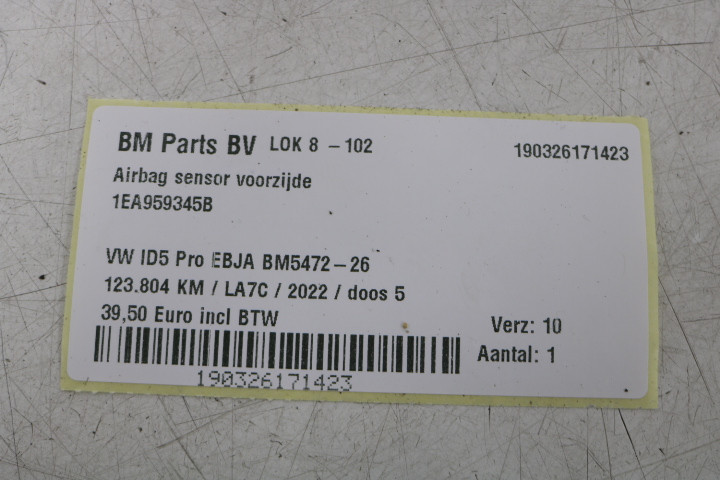 BM Parts BV LOK 8 - 102 190326171423
Airbag sensor voorzijde
1EA959345B
VW ID5 Pro EBJA BM5472-26
123.804 KM / LA7C / 2022 / doos 5
39,50 Euro incl BTW
Verz: 10
Aantal: 1
190326171423